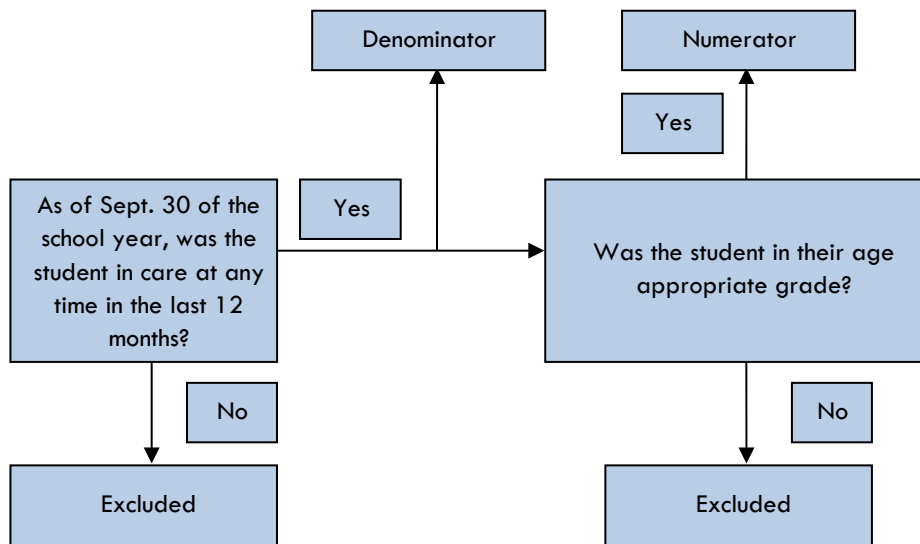 Denominator
Numerator
Yes
As of Sept. 30 of the
school year, was the
student in care at any
time in the last 12
months?
Yes
Was the student in their age
appropriate grade?
No
No
Excluded
Excluded